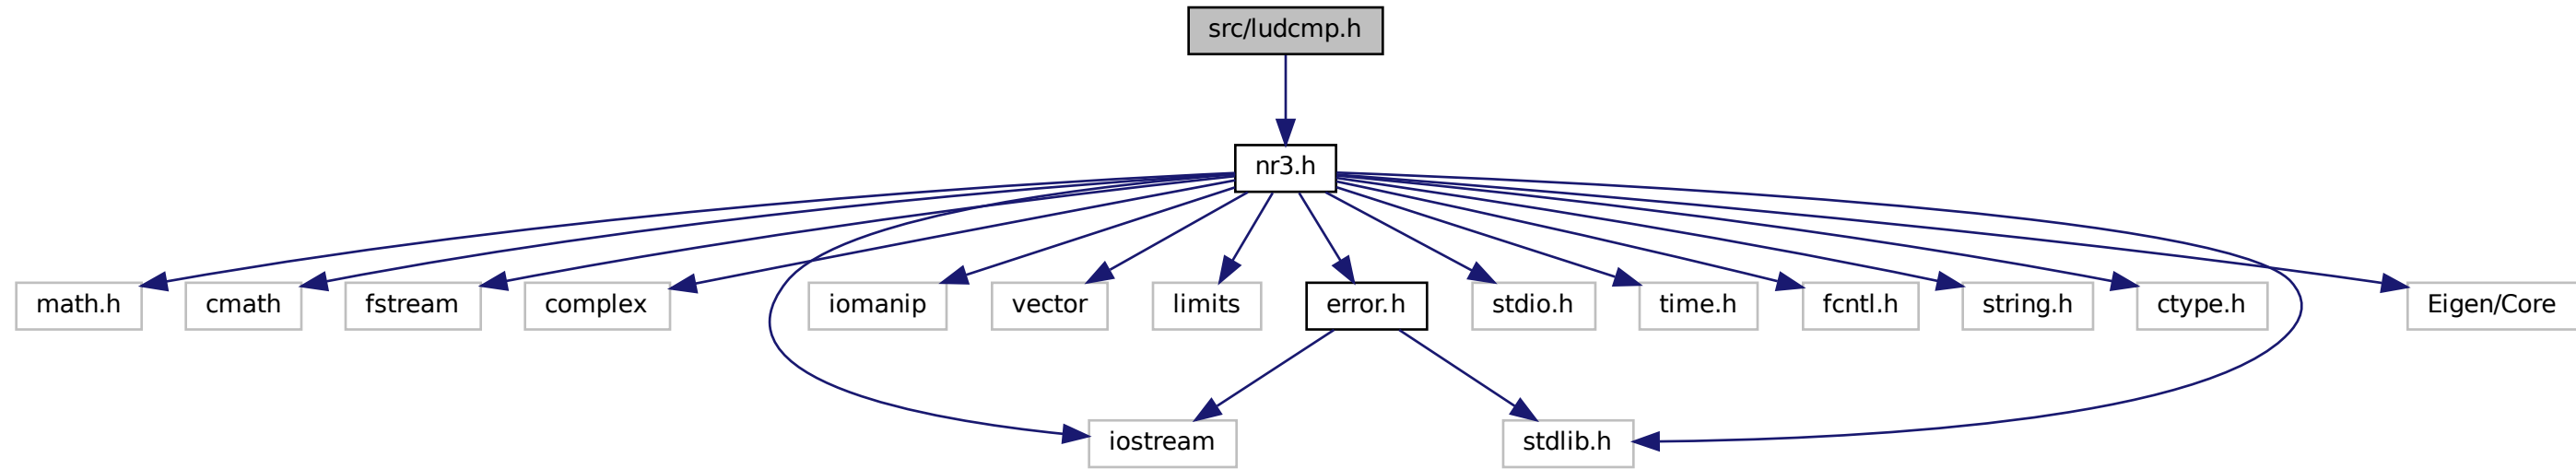 src/ludcmp.h
nr3.h
math.h
cmath
fstream
complex
iomanip
vector
limits
error.h
stdio.h
time.h
fcntl.h
string.h
ctype.h
Eigen/Core
iostream
stdlib.h